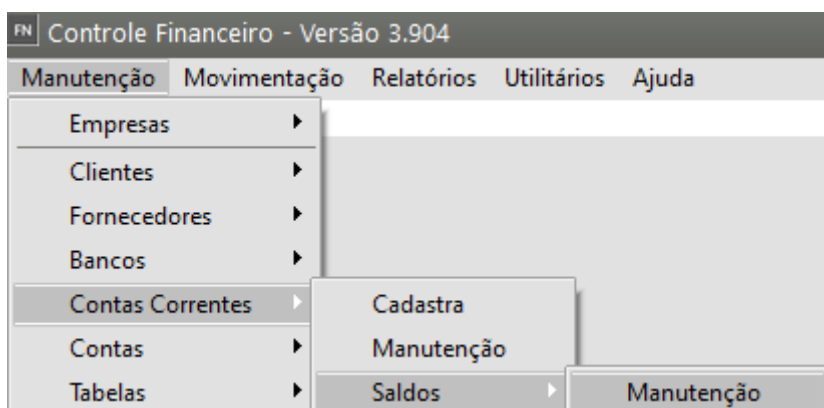 FN Controle Financeiro - Versão 3.904
Manutenção Movimentação Relatórios Utilitários Ajuda
Empresas
Clientes
Fornecedores
Bancos
Contas Correntes Cadastra
Contas Manutenção
Tabelas Saldos Manutenção